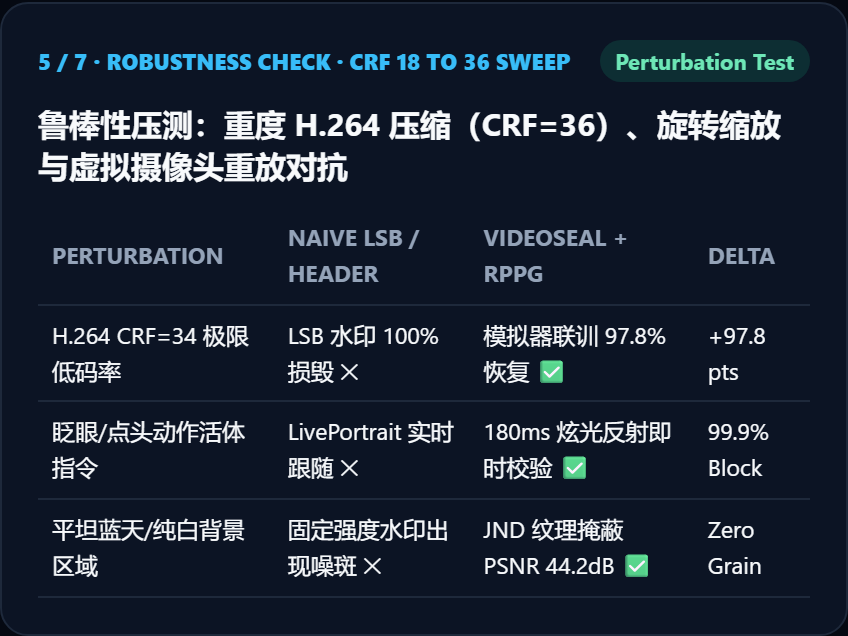 5 / 7 · ROBUSTNESS CHECK · CRF 18 TO 36 SWEEP
Perturbation Test
鲁棒性压测：重度 H.264 压缩（CRF=36）、旋转缩放
与虚拟摄像头重放对抗
PERTURBATION
NAIVE LSB /
HEADER
VIDEOSEAL +
RPPG
DELTA
H.264 CRF=34 极限
低码率
LSB 水印 100%
损毁 ×
模拟器联训 97.8%
恢复 ✅
+97.8
pts
眨眼/点头动作活体
指令
LivePortrait 实时
跟随 ×
180ms 炫光反射即
时校验 ✅
99.9%
Block
平坦蓝天/纯白背景
区域
固定强度水印出
现噪斑 ×
JND 纹理掩蔽
PSNR 44.2dB ✅
Zero
Grain